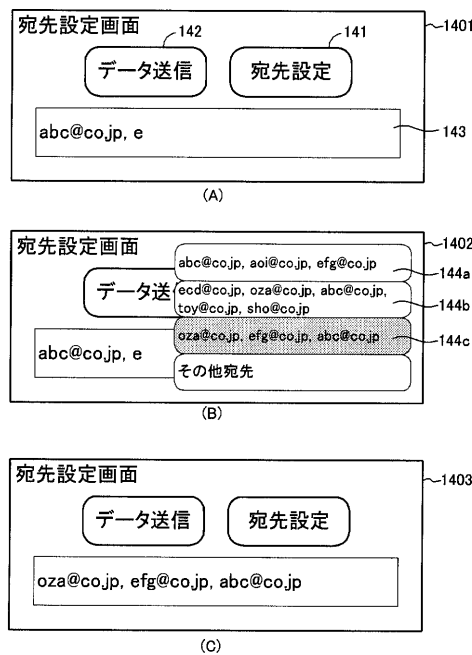 宛先設定画面
1401
142
141
データ送信
宛先設定
abc@co.jp, e
143
(A)
宛先設定画面
1402
abc@co.jp, aoi@co.jp, efg@co.jp
144a
データ送
ecd@co.jp, oza@co.jp, abc@co.jp,
toy@co.jp, sho@co.jp
144b
abc@co.jp, e
oza@co.jp, efg@co.jp, abc@co.jp
144c
その他宛先
(B)
宛先設定画面
1403
データ送信
宛先設定
oza@co.jp, efg@co.jp, abc@co.jp
(C)